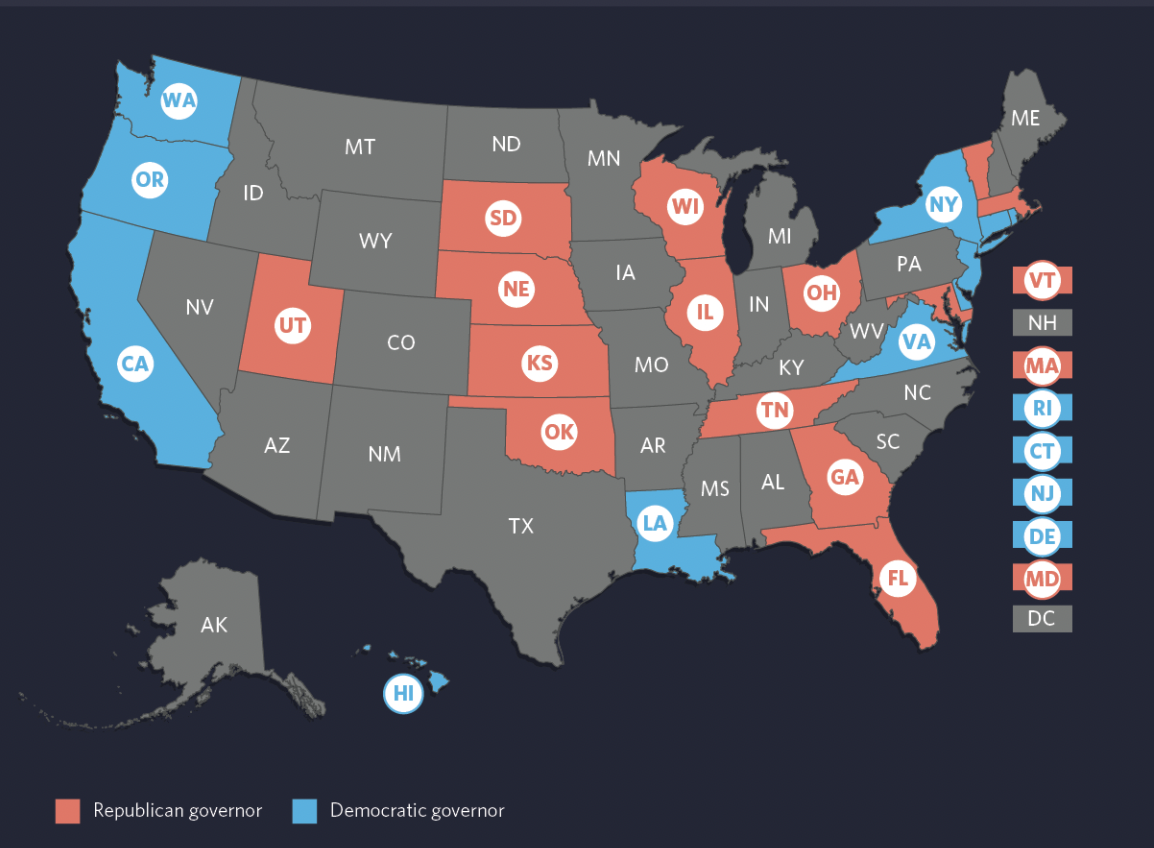 WA
OR
CA
NV
ID
MT
WY
UT
AZ
CO
NM
ND
SD
NE
KS
OK
TX
MN
IA
MO
AR
LA
WI
IL
MS
MI
IN
OH
KY
TN
AL
GA
FL
WV
VA
NC
SC
PA
NY
ME
VT
NH
MA
RI
CT
NJ
DE
MD
DC
AK
HI
Republican governor
Democratic governor